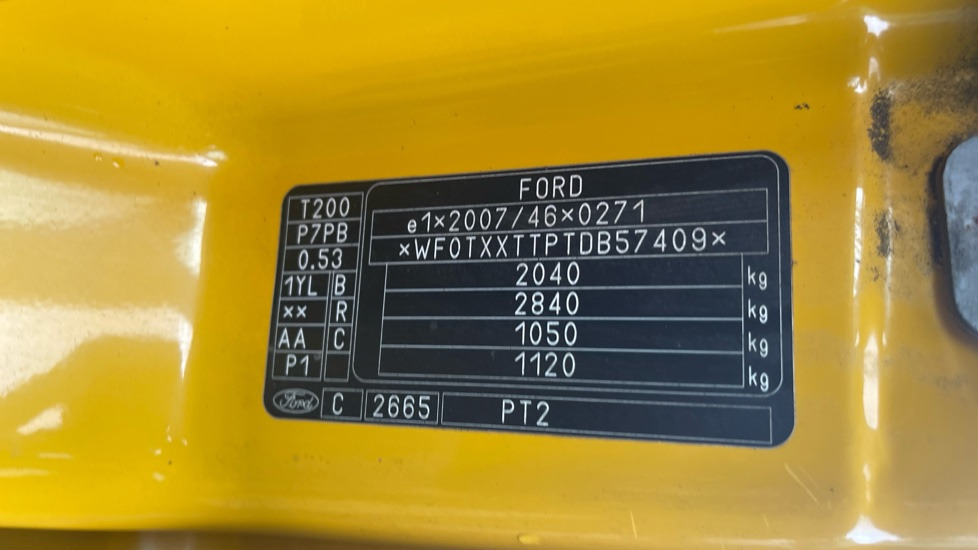 FORD
T200
e1×2007/46×0271
P7PB
×WF0TXXTTPTDB57409×
0.53
2040 kg
1YL B
2840 kg
×× R
1050 kg
AA C
1120 kg
P1
Ford C 2665 PT2